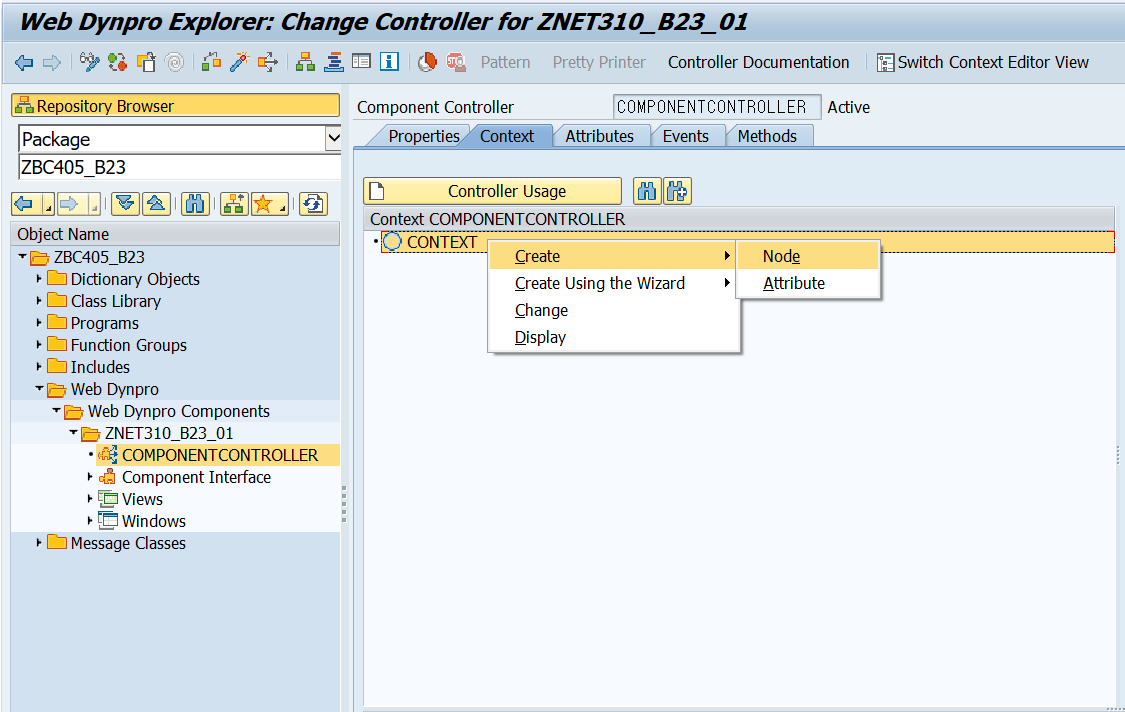 Web Dynpro Explorer: Change Controller for ZNET310_B23_01
Pattern Pretty Printer Controller Documentation Switch Context Editor View
Repository Browser
Package
ZBC405_B23
Object Name
ZBC405_B23
Dictionary Objects
Class Library
Programs
Function Groups
Includes
Web Dynpro
Web Dynpro Components
ZNET310_B23_01
COMPONENTCONTROLLER
Component Interface
Views
Windows
Message Classes
Component Controller COMPONENTCONTROLLER Active
Properties Context Attributes Events Methods
Controller Usage
Context COMPONENTCONTROLLER
CONTEXT
Create
Create Using the Wizard
Change
Display
Node
Attribute